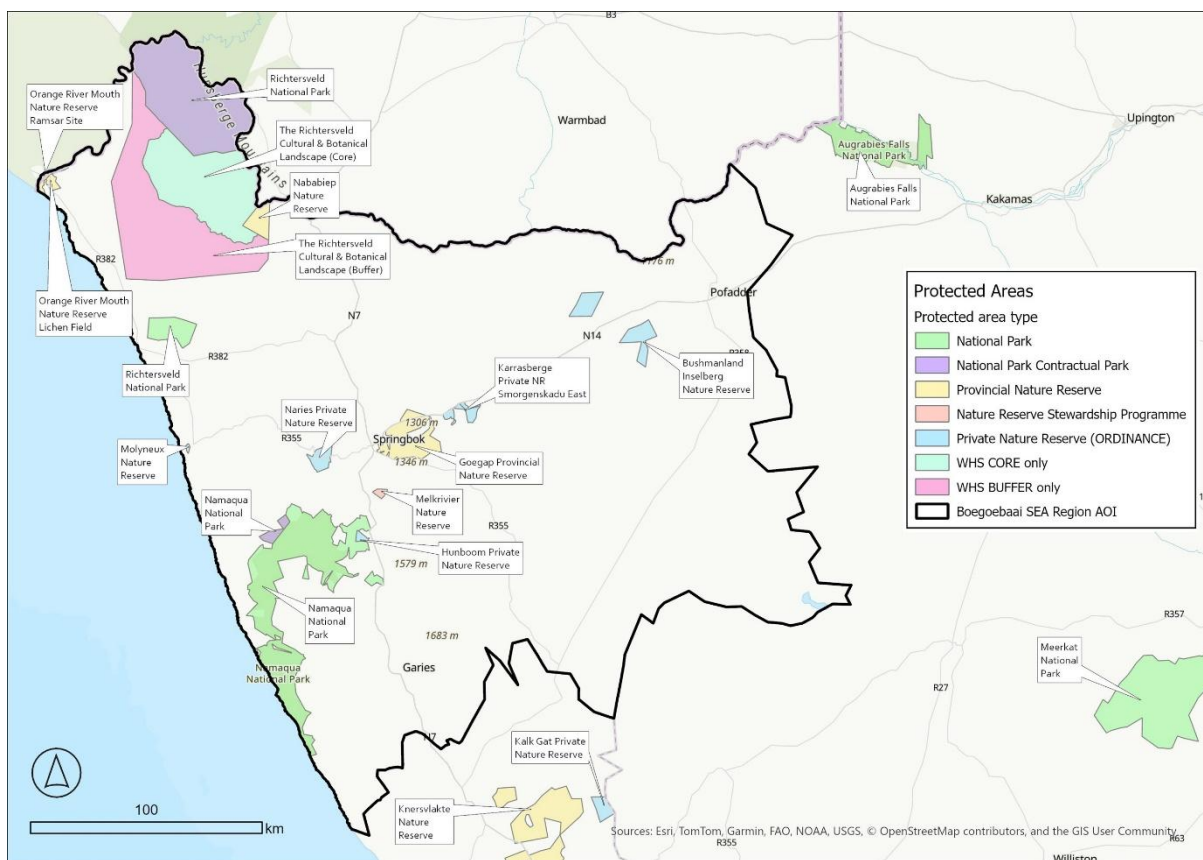 B3
Richtersveld
National Park
Orange River Mouth
Nature Reserve
Ramsar Site
Hunsberge Mountains
Warmbad
Upington
The Richtersveld
Cultural & Botanical
Landscape (Core)
Augrabies Falls
National Park
Augrabies Falls
National Park
Nababiep
Nature
Reserve
Kakamas
The Richtersveld
Cultural & Botanical
Landscape (Buffer)
R382
1176 m
Orange River Mouth
Nature Reserve
Lichen Field
Pofadder
N7
N14
R382
R358
Richtersveld
National Park
Karrasberge
Private NR
Smorgenskadu East
Bushmanland
Inselberg
Nature Reserve
Naries Private
Nature Reserve
1306 m
R355
Springbok
1346 m
Molyneux
Nature
Reserve
Goegap Provincial
Nature Reserve
Namaqua
National
Park
Melkrivier
Nature
Reserve
R355
Hunboom Private
Nature Reserve
1579 m
Namaqua
National
Park
1683 m
Garies
Namaqua
National Park
R357
Meerkat
National
Park
R27
N7
Kalk Gat Private
Nature Reserve
Knersvlakte
Nature
Reserve
Protected Areas
Protected area type
National Park
National Park Contractual Park
Provincial Nature Reserve
Nature Reserve Stewardship Programme
Private Nature Reserve (ORDINANCE)
WHS CORE only
WHS BUFFER only
Boegoebaai SEA Region AOI
100
km
Sources: Esri, TomTom, Garmin, FAO, NOAA, USGS, © OpenStreetMap contributors, and the GIS User Community
R355
R63
Williston